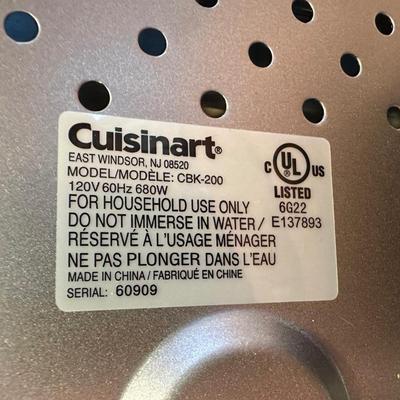 Cuisinart®
EAST WINDSOR, NJ 08520
MODEL/MODÈLE: CBK-200
120V 60Hz 680W
FOR HOUSEHOLD USE ONLY
DO NOT IMMERSE IN WATER/
RÉSERVÉ À L'USAGE MÉNAGER
NE PAS PLONGER DANS L'EAU
MADE IN CHINA / FABRIQUÉ EN CHINE
SERIAL: 60909
C UL® US
LISTED
6G22
E137893